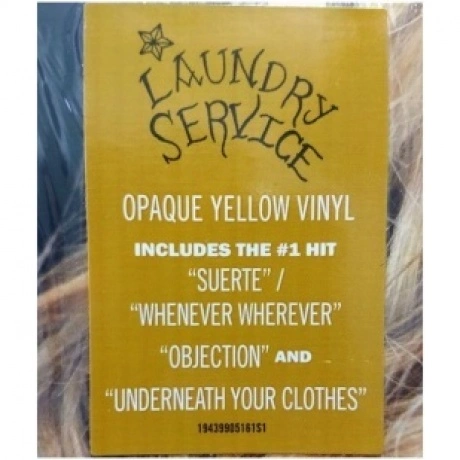 LAUNDRY
SERVICE
OPAQUE YELLOW VINYL
INCLUDES THE #1 HIT
“SUERTE” /
“WHENEVER WHEREVER”
“OBJECTION” AND
“UNDERNEATH YOUR CLOTHES”
19439905161S1